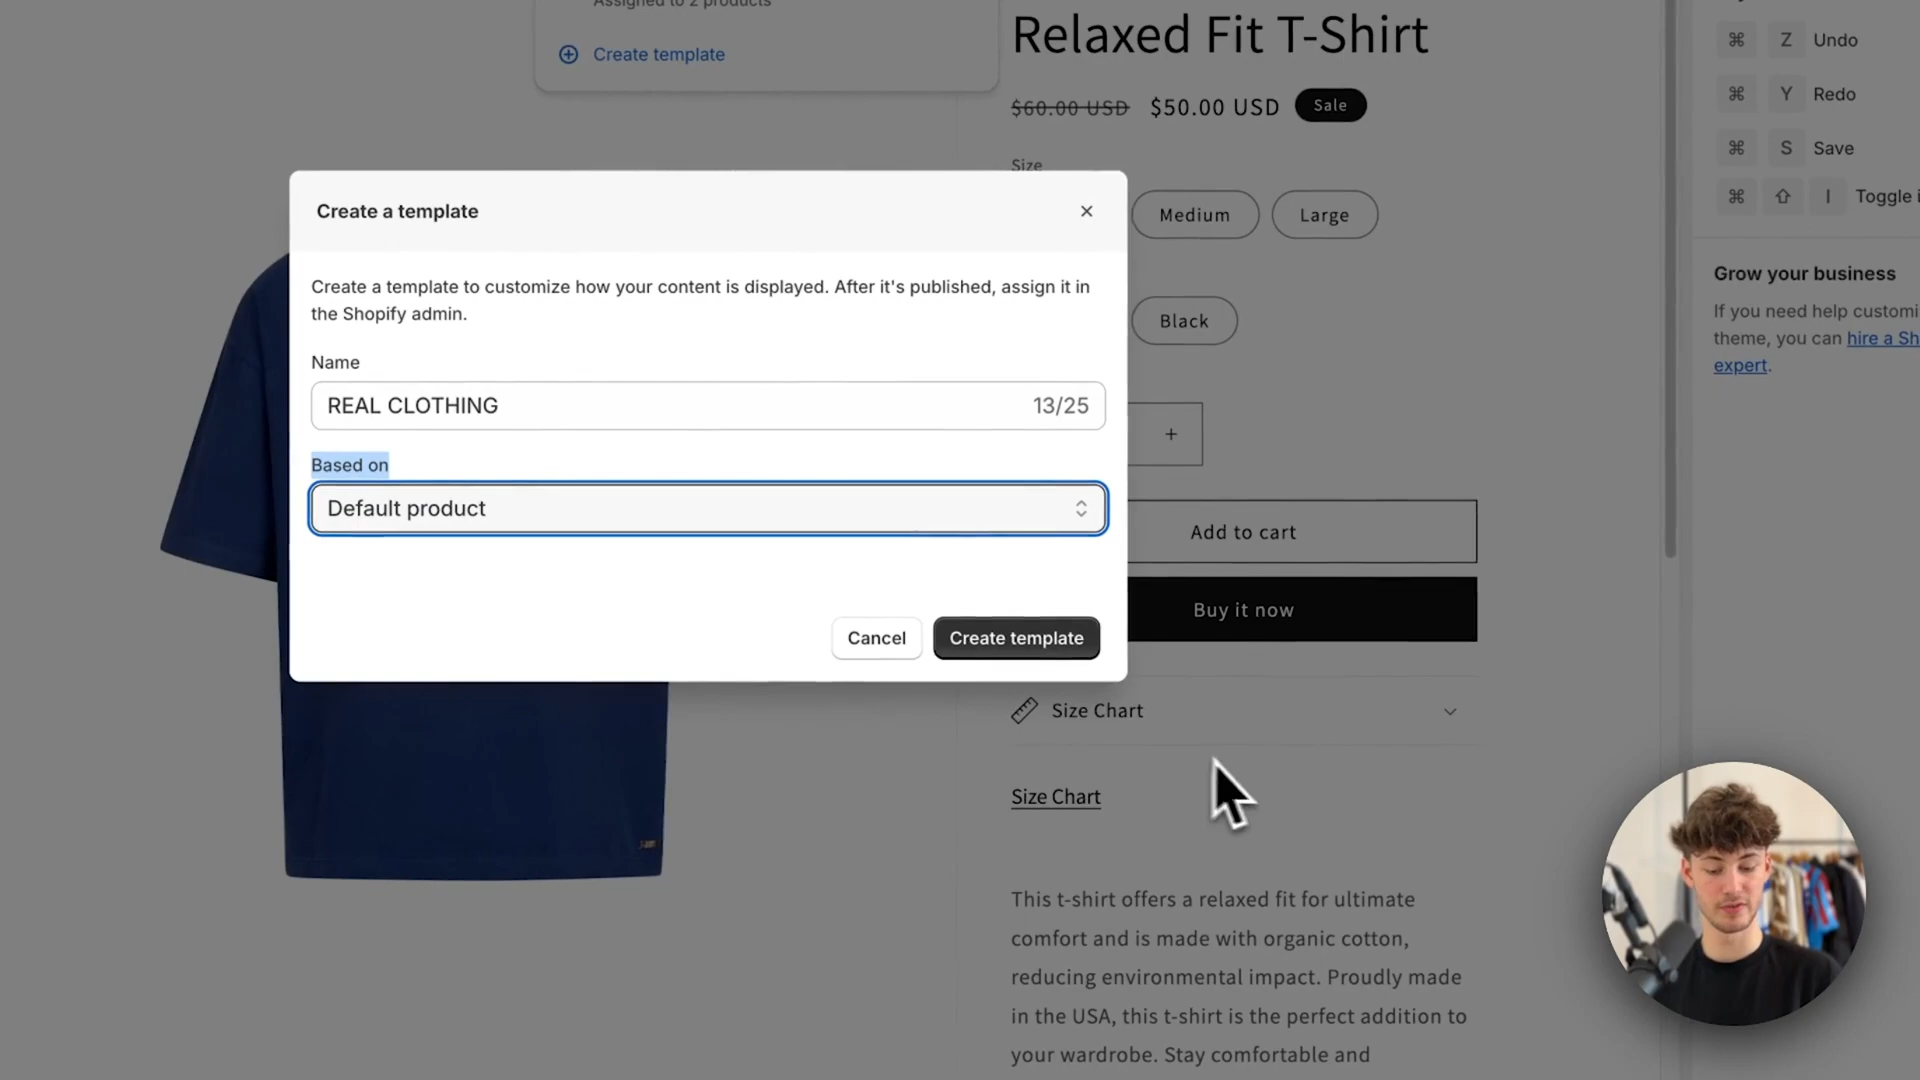 Assigned to 2 products
Create template
Relaxed Fit T-Shirt
$60.00 USD $50.00 USD Sale
Size
Medium Large
Black
+
Add to cart
Buy it now
Size Chart
Size Chart
This t-shirt offers a relaxed fit for ultimate
comfort and is made with organic cotton,
reducing environmental impact. Proudly made
in the USA, this t-shirt is the perfect addition to
your wardrobe. Stay comfortable and
Create a template
Create a template to customize how your content is displayed. After it's published, assign it in
the Shopify admin.
Name
REAL CLOTHING 13/25
Based on
Default product
Cancel Create template
⌘ Z Undo
⌘ Y Redo
⌘ S Save
⌘ ⇧ I Toggle
Grow your business
If you need help customi
theme, you can hire a Sh
expert.